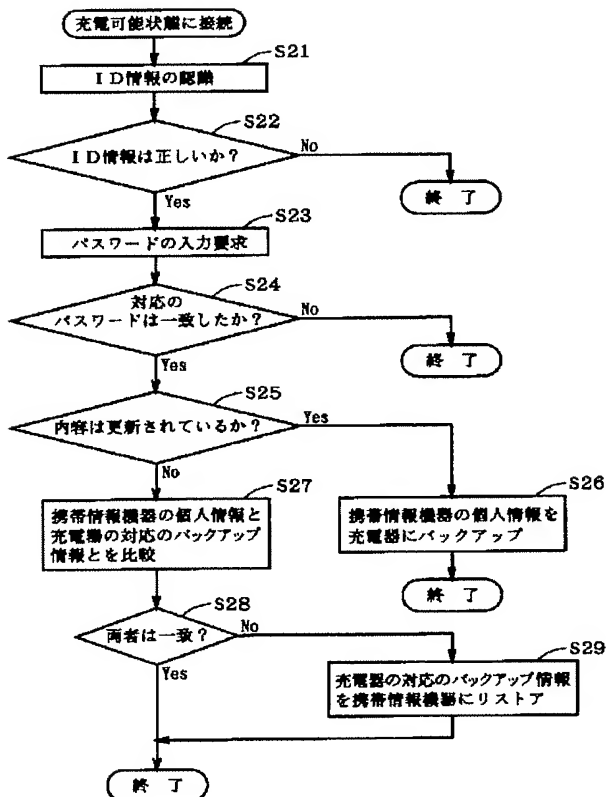 充電可能状態に接続
S21
ID情報の認識
S22
ID情報は正しいか?
No
終 了
Yes
S23
パスワードの入力要求
S24
対応の
パスワードは一致したか?
No
終 了
Yes
S25
内容は更新されているか?
Yes
No
S27
携帯情報機器の個人情報と
充電器の対応のバックアップ
情報とを比較
S26
携帯情報機器の個人情報を
充電器にバックアップ
終 了
S28
両者は一致?
No
Yes
S29
充電器の対応のバックアップ情報
を携帯情報機器にリストア
終 了